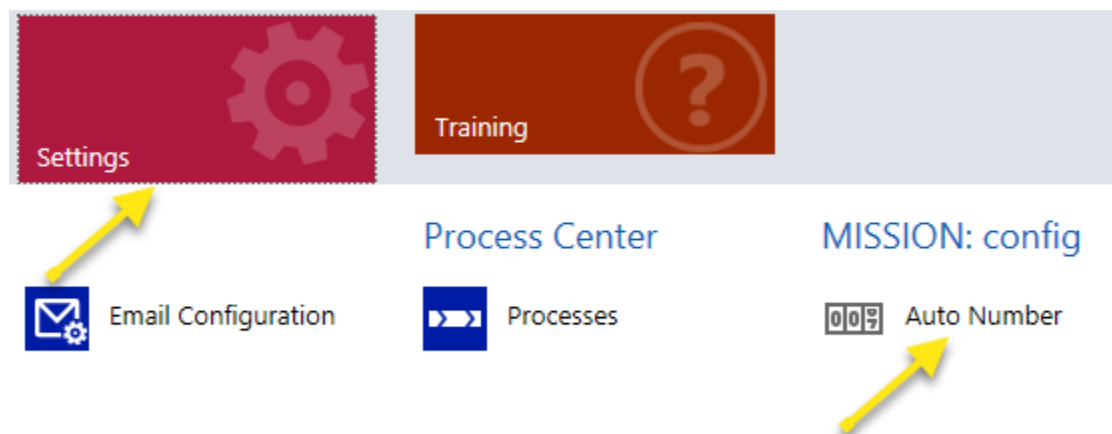 Settings
Training
Process Center
MISSION: config
Email Configuration
Processes
Auto Number